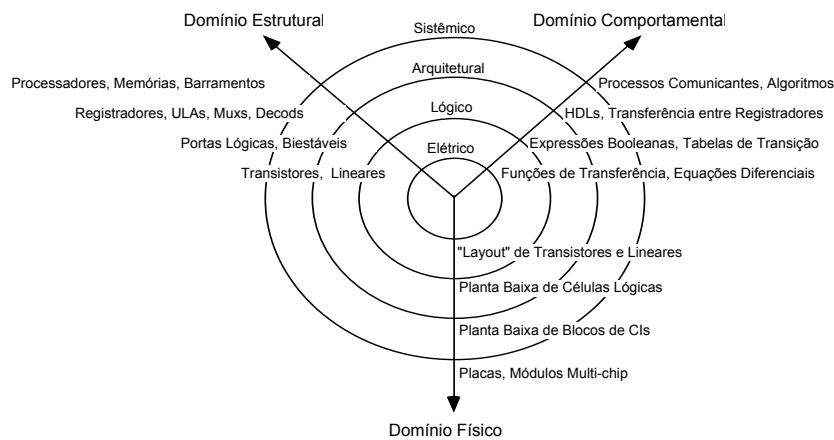 Domínio Estrutural
Domínio Comportamental
Sistêmico
Processadores, Memórias, Barramentos
Processos Comunicantes, Algoritmos
Arquitetural
Registradores, ULAs, Muxs, Decods
HDLs, Transferência entre Registradores
Lógico
Portas Lógicas, Biestáveis
Expressões Booleanas, Tabelas de Transição
Elétrico
Transistores, Lineares
Funções de Transferência, Equações Diferenciais
"Layout" de Transistores e Lineares
Planta Baixa de Células Lógicas
Planta Baixa de Blocos de CIs
Placas, Módulos Multi-chip
Domínio Físico